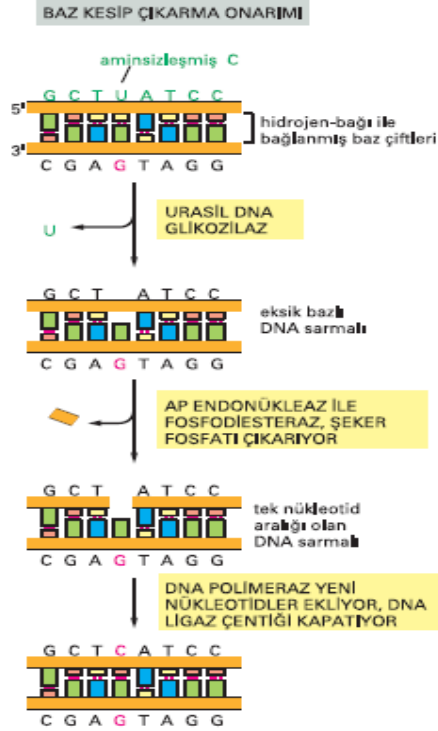 BAZ KESİP ÇIKARMA ONARIMI
aminsizleşmiş C
G C T U A T C C
5'
3'
hidrojen-bağı ile
bağlanmış baz çiftleri
C G A G T A G G
URASİL DNA
GLİKOZİLAZ
U
G C T A T C C
eksik bazlı
DNA sarmalı
C G A G T A G G
AP ENDONÜKLEAZ İLE
FOSFODİESTERAZ, ŞEKER
FOSFATI ÇIKARIYOR
G C T A T C C
tek nükleotid
aralığı olan
DNA sarmalı
C G A G T A G G
DNA POLİMERAZ YENİ
NÜKLEOTİDLER EKLİYOR, DNA
LİGAZ ÇENTİĞİ KAPATIYOR
G C T C A T C C
C G A G T A G G